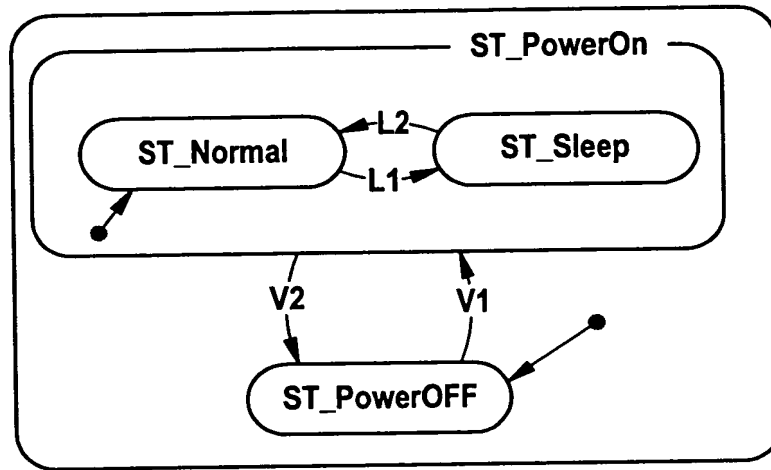 ST_PowerOn
L2
ST_Normal
ST_Sleep
L1
V2
V1
ST_PowerOFF